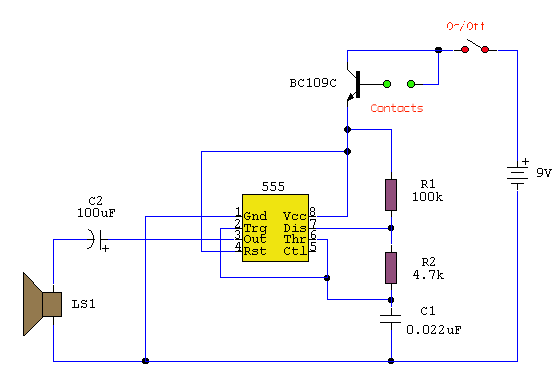 On/Off
BC109C
Contacts
+
9V
555
R1
100k
C2
100uF
+
1 Gnd Vcc 8
2 Trg Dis 7
3 Out Thr 6
4 Rst Ctl 5
R2
4.7k
LS1
C1
0.022uF